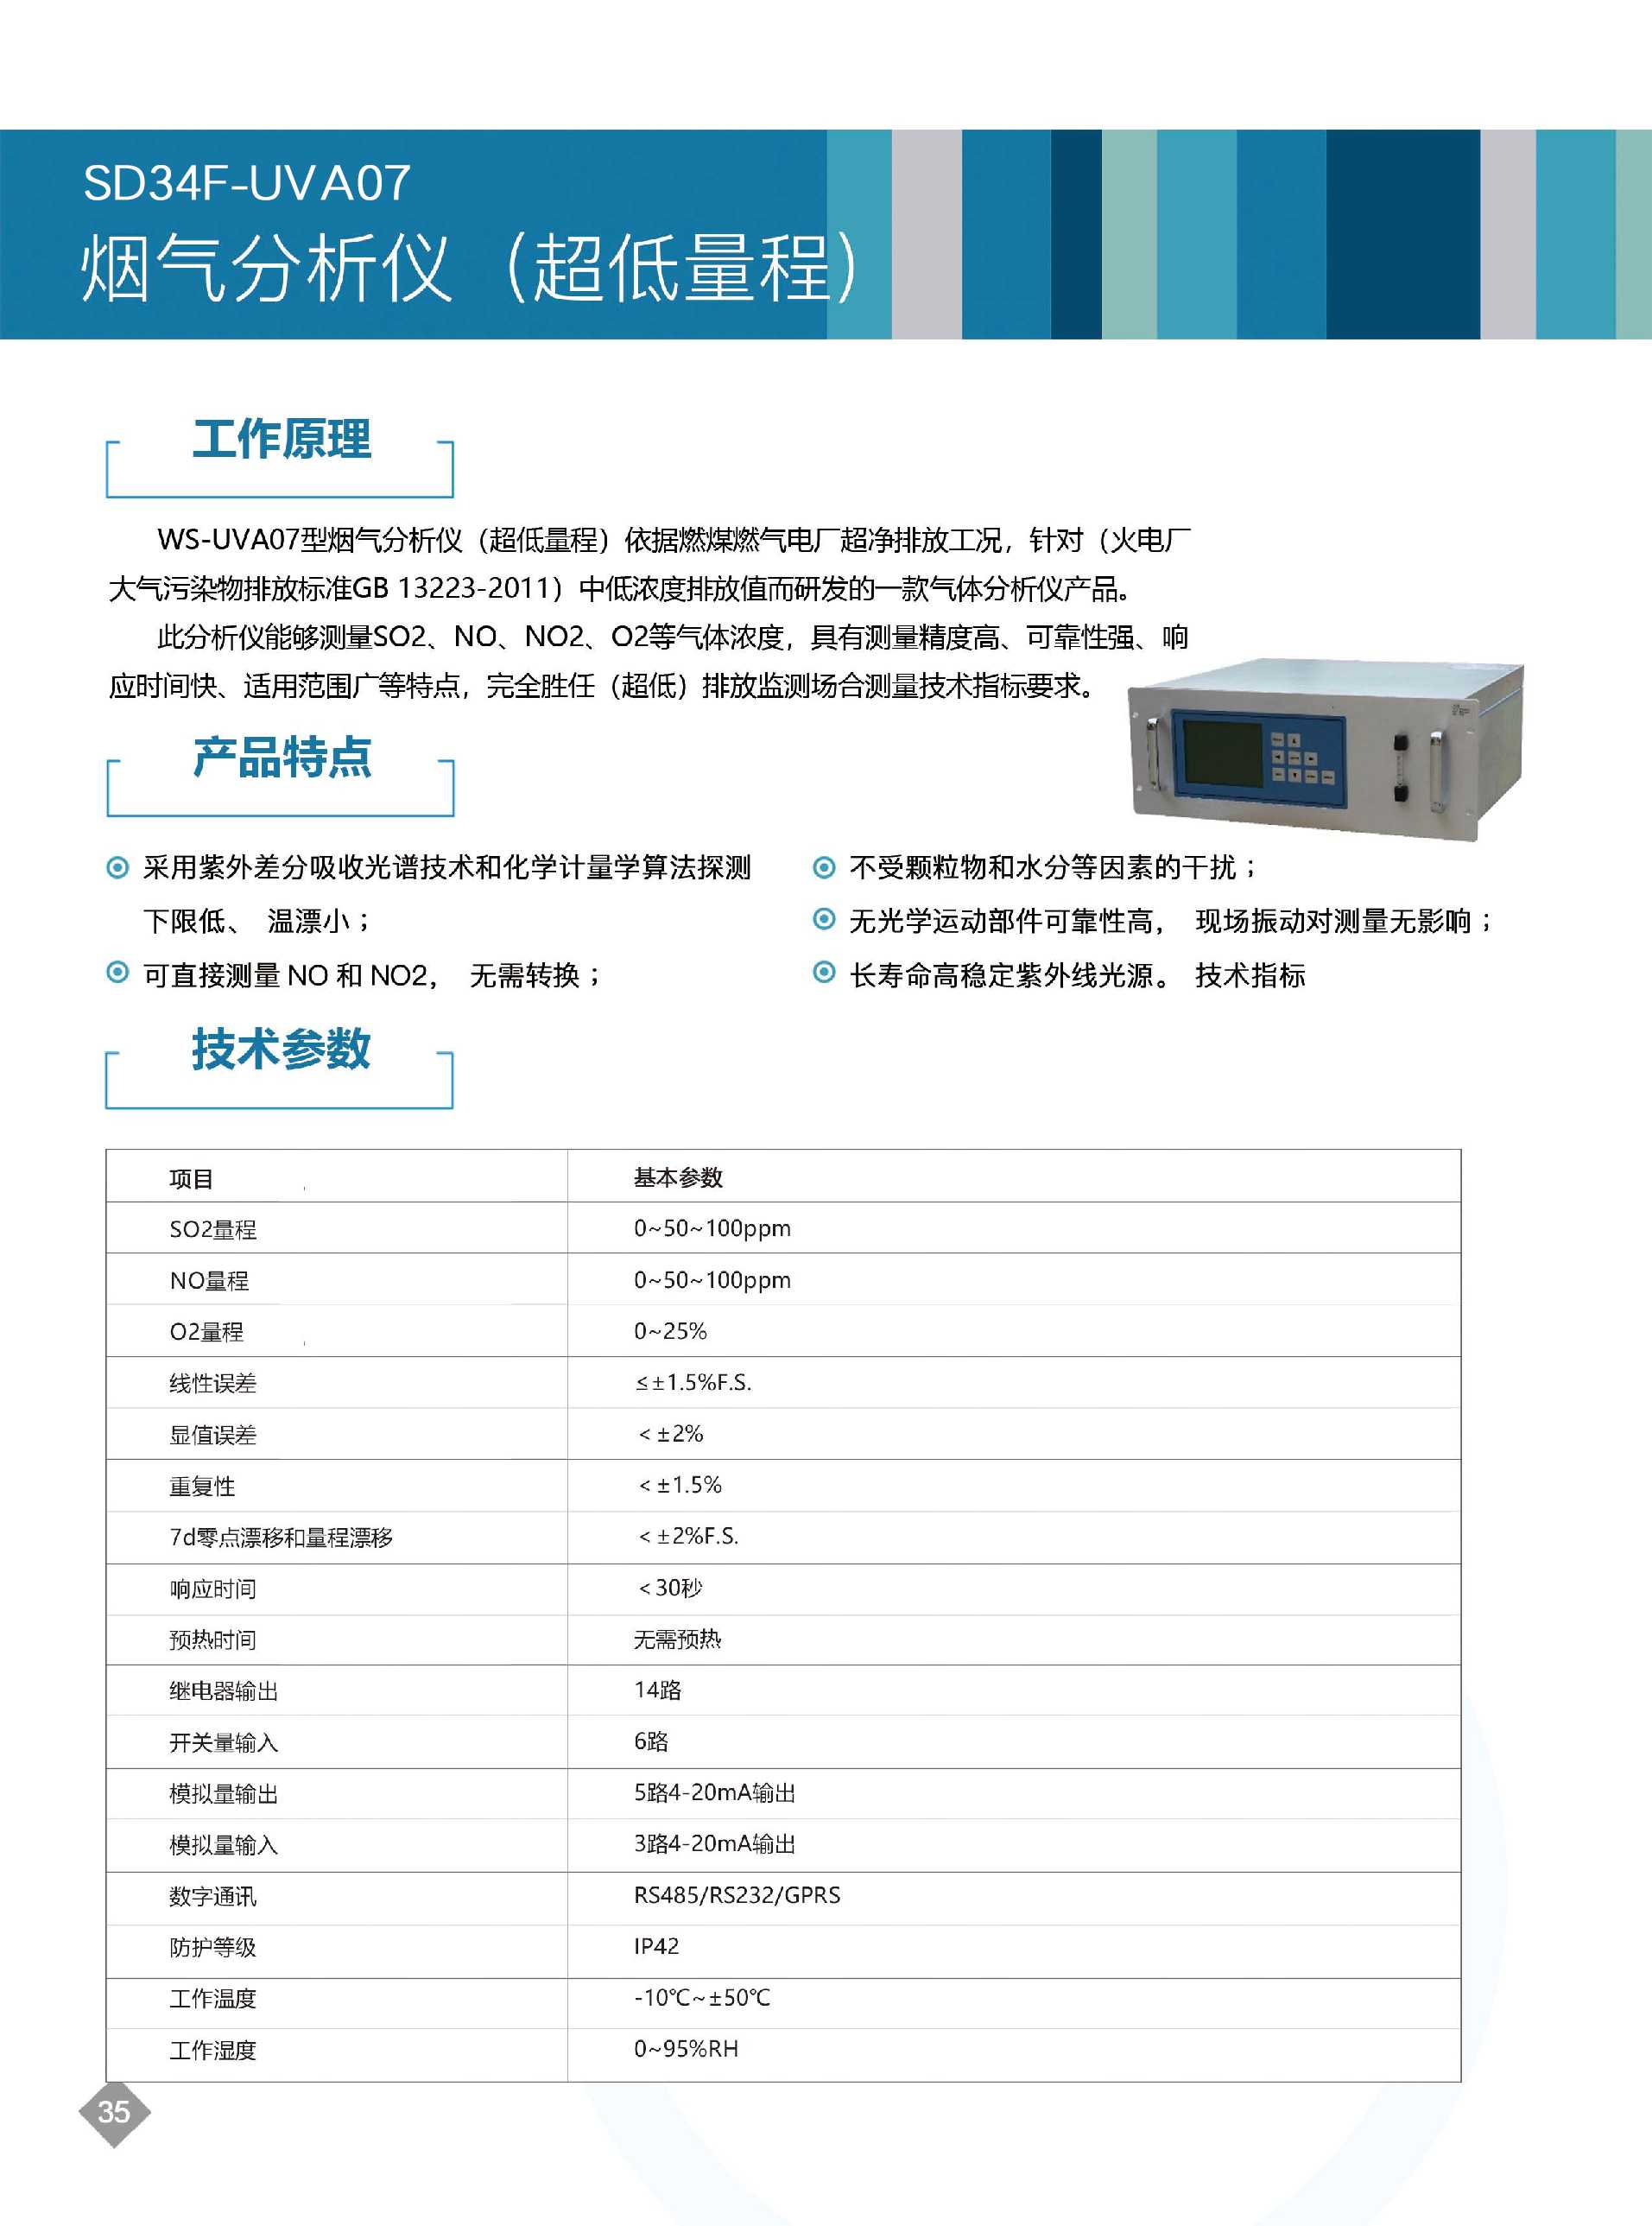 SD34F-UVA07
烟气分析仪（超低量程）
工作原理
WS-UVA07型烟气分析仪（超低量程）依据燃煤燃气电厂超净排放工况，针对（火电厂
大气污染物排放标准GB 13223-2011）中低浓度排放值而研发的一款气体分析仪产品。
此分析仪能够测量SO2、NO、NO2、O2等气体浓度，具有测量精度高、可靠性强、响
应时间快、适用范围广等特点，完全胜任（超低）排放监测场合测量技术指标要求。
产品特点
采用紫外差分吸收光谱技术和化学计量学算法探测
下限低、 温漂小；
可直接测量 NO 和 NO2， 无需转换；
不受颗粒物和水分等因素的干扰；
无光学运动部件可靠性高， 现场振动对测量无影响；
长寿命高稳定紫外线光源。 技术指标
技术参数
项目 基本参数
SO2量程 0~50~100ppm
NO量程 0~50~100ppm
O2量程 0~25%
线性误差 ≤±1.5%F.S.
显值误差 ＜±2%
重复性 ＜±1.5%
7d零点漂移和量程漂移 ＜±2%F.S.
响应时间 ＜30秒
预热时间 无需预热
继电器输出 14路
开关量输入 6路
模拟量输出 5路4-20mA输出
模拟量输入 3路4-20mA输出
数字通讯 RS485/RS232/GPRS
防护等级 IP42
工作温度 -10℃~±50℃
工作湿度 0~95%RH
35